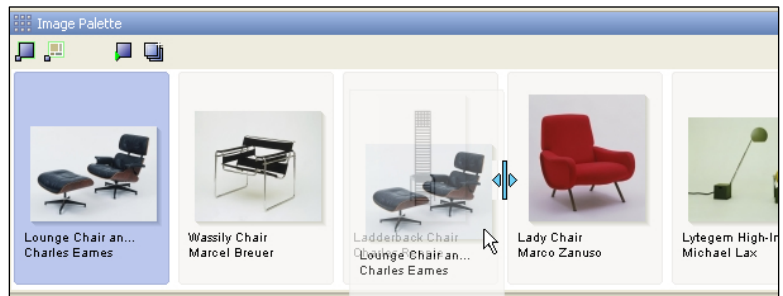 Image Palette
Lounge Chair an...
Charles Eames
Wassily Chair
Marcel Breuer
Ladderback Chair
Charles
Lounge Chair an...
Charles Eames
Lady Chair
Marco Zanuso
Lytegem High-In
Michael Lax